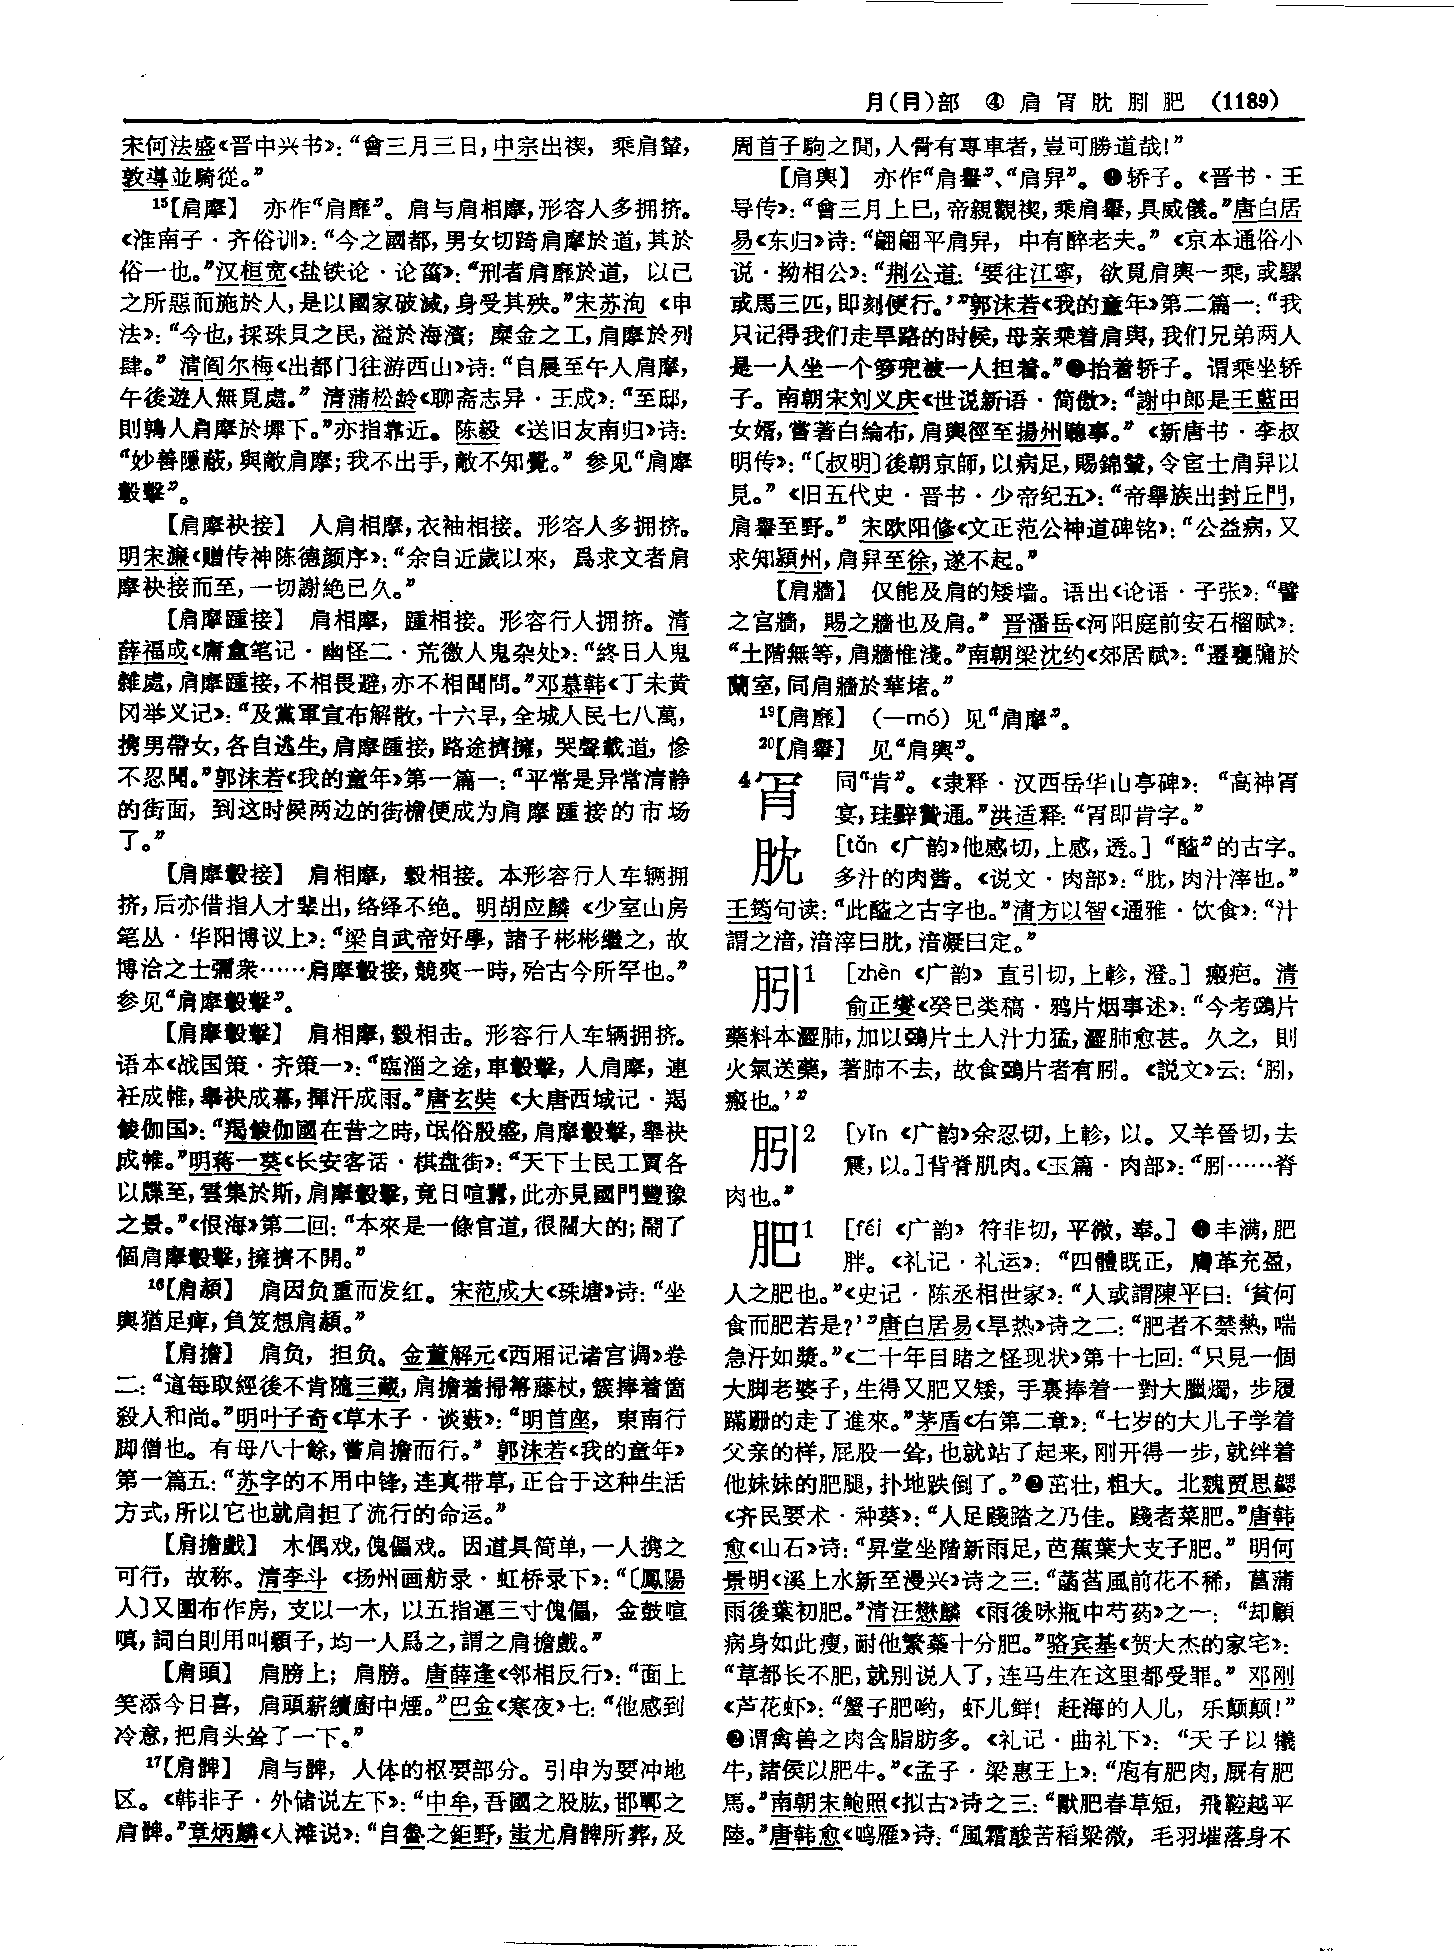 月(⺼)部 ④ 肩 肎 肬 䏖 肥 (1189)
宋何法盛《晋中兴书》：“會三月三日，中宗出禊，乘肩輦，
敦導並騎從。”
¹⁵【肩摩】 亦作“肩靡”。肩与肩相摩，形容人多拥挤。
《淮南子·齐俗训》：“今之國都，男女切踦肩摩於道，其於
俗一也。”汉桓宽《盐铁论·论菑》：“刑者肩靡於道，以己
之所惡而施於人，是以國家破滅，身受其殃。”宋苏洵《申
法》：“今也，採珠貝之民，溢於海濱；糜金之工，肩摩於列
肆。”清阎尔梅《出都门往游西山》诗：“自晨至午人肩摩，
午後遊人無覓處。”清蒲松龄《聊斋志异·王成》：“至邸，
則鶉人肩摩於墀下。”亦指靠近。陈毅《送旧友南归》诗：
“妙善隱蔽，與敵肩摩；我不出手，敵不知覺。”参见“肩摩
轂擊”。
【肩摩袂接】 人肩相摩，衣袖相接。形容人多拥挤。
明宋濂《赠传神陈德颜序》：“余自近歲以來，爲求文者肩
摩袂接而至，一切謝絶已久。”
【肩摩踵接】 肩相摩，踵相接。形容行人拥挤。清
薛福成《庸盦笔记·幽怪二·荒徼人鬼杂处》：“終日人鬼
雜處，肩摩踵接，不相畏避，亦不相聞問。”邓慕韩《丁未黄
冈举义记》：“及黨軍宣布解散，十六早，全城人民七八萬，
携男帶女，各自逃生，肩摩踵接，路途擠擁，哭聲載道，慘
不忍聞。”郭沫若《我的童年》第一篇一：“平常是异常清静
的街面，到这时候两边的街檐便成为肩摩踵接的市场
了。”
【肩摩轂接】 肩相摩，毂相接。本形容行人车辆拥
挤，后亦借指人才辈出，络绎不绝。明胡应麟《少室山房
笔丛·华阳博议上》：“梁自武帝好學，諸子彬彬繼之，故
博洽之士彌衆……肩摩轂接，競爽一時，殆古今所罕也。”
参见“肩摩轂擊”。
【肩摩轂擊】 肩相摩，毂相击。形容行人车辆拥挤。
语本《战国策·齐策一》：“臨淄之途，車轂擊，人肩摩，連
衽成帷，舉袂成幕，揮汗成雨。”唐玄奘《大唐西域记·羯
䬜伽国》：“羯䬜伽國在昔之時，氓俗殷盛，肩摩轂擊，舉袂
成帷。”明蒋一葵《长安客话·棋盘街》：“天下士民工賈各
以牒至，雲集於斯，肩摩轂擊，竟日喧囂，此亦見國門豐豫
之景。”《恨海》第二回：“本來是一條官道，很闊大的；鬧了
個肩摩轂擊，擁擠不開。”
¹⁶【肩頳】 肩因负重而发红。宋范成大《珠塘》诗：“坐
輿猶足痺，負笈想肩頳。”
【肩擔】 肩负，担负。金董解元《西厢记诸宫调》卷
二：“道每取經後不肯隨三藏，肩擔着掃箒藤杖，簇捧着箇
殺人和尚。”明叶子奇《草木子·谈薮》：“明首座，東南行
脚僧也。有母八十餘，嘗肩擔而行。”郭沫若《我的童年》
第一篇五：“苏字的不用中锋，连真带草，正合于这种生活
方式，所以它也就肩担了流行的命运。”
【肩擔戲】 木偶戏，傀儡戏。因道具简单，一人携之
可行，故称。清李斗《扬州画舫录·虹桥录下》：“〔鳳陽
人〕又圍布作房，支以一木，以五指運三寸傀儡，金鼓喧
嗔，詞白則用叫顙子，均一人爲之，謂之肩擔戲。”
【肩頭】 肩膀上；肩膀。唐薛逢《邻相反行》：“面上
笑添今日喜，肩頭薪續廚中煙。”巴金《寒夜》七：“他感到
冷意，把肩头耸了一下。”
¹⁷【肩髀】 肩与髀，人体的枢要部分。引申为要冲地
区。《韩非子·外储说左下》：“中牟，吾國之股肱，邯鄲之
肩髀。”章炳麟《人滩说》：“自魯之鉅野，蚩尤肩髀所葬，及
周首子駒之閒，人骨有專車者，豈可勝道哉！”
【肩輿】 亦作“肩轝”、“肩舁”。❶轿子。《晋书·王
导传》：“會三月上巳，帝親觀禊，乘肩轝，具威儀。”唐白居
易《东归》诗：“翩翩平肩舁，中有醉老夫。”《京本通俗小
说·拗相公》：“荆公道：‘要往江寧，欲覓肩輿一乘，或騾
或馬三匹，即刻便行。’”郭沫若《我的童年》第二篇一：“我
只记得我们走旱路的时候，母亲乘着肩舆，我们兄弟两人
是一人坐一个箩兜被一人担着。”❷抬着轿子。谓乘坐轿
子。南朝宋刘义庆《世说新语·简傲》：“謝中郎是王藍田
女婿，嘗著白綸布，肩輿徑至揚州聽事。”《新唐书·李叔
明传》：“〔叔明〕後朝京師，以病足，賜錦輦，令宦士肩舁以
見。”《旧五代史·晋书·少帝纪五》：“帝舉族出封丘門，
肩轝至野。”宋欧阳修《文正范公神道碑铭》：“公益病，又
求知潁州，肩舁至徐，遂不起。”
【肩牆】 仅能及肩的矮墙。语出《论语·子张》：“譬
之宫牆，賜之牆也及肩。”晋潘岳《河阳庭前安石榴赋》：
“土階無等，肩牆惟淺。”南朝梁沈约《郊居赋》：“遷甕牖於
蘭室，同肩牆於華堵。”
¹⁹【肩靡】 （—mó）见“肩摩”。
²⁰【肩轝】 见“肩輿”。
4肎 同“肯”。《隶释·汉西岳华山亭碑》：“高神肎
宴，珪璧贄通。”洪适释：“肎即肯字。”
肬 [tǎn《广韵》他感切，上感，透。]“醓”的古字。
多汁的肉酱。《说文·肉部》：“肬，肉汁滓也。”
王筠句读：“此醓之古字也。”清方以智《通雅·饮食》：“汁
謂之湆，湆滓曰肬，湆凝曰定。”
䏖1 [zhèn《广韵》直引切，上軫，澄。]瘢疤。清
俞正燮《癸巳类稿·鸦片烟事述》：“今考鴉片
藥料本澀肺，加以鴉片土人汁力猛，澀肺愈甚。久之，則
火氣送藥，著肺不去，故食鴉片者有䏖。《説文》云：‘䏖，
瘢也。’”
䏖2 [yǐn《广韵》余忍切，上軫，以。又羊晉切，去
震，以。]背脊肌肉。《玉篇·肉部》：“䏖……脊
肉也。”
肥1 [féi《广韵》符非切，平微，奉。]❶丰满，肥
胖。《礼记·礼运》：“四體既正，膚革充盈，
人之肥也。”《史记·陈丞相世家》：“人或謂陳平曰：‘貧何
食而肥若是？’”唐白居易《旱热》诗之二：“肥者不禁熱，喘
急汗如漿。”《二十年目睹之怪现状》第十七回：“只見一個
大脚老婆子，生得又肥又矮，手裏捧着一對大臘燭，步履
蹣跚的走了進來。”茅盾《右第二章》：“七岁的大儿子学着
父亲的样，屁股一耸，也就站了起来，刚开得一步，就绊着
他妹妹的肥腿，扑地跌倒了。”❷茁壮，粗大。北魏贾思勰
《齐民要术·种葵》：“人足踐踏之乃佳。踐者菜肥。”唐韩
愈《山石》诗：“昇堂坐階新雨足，芭蕉葉大支子肥。”明何
景明《溪上水新至漫兴》诗之三：“菡萏風前花不稀，菖蒲
雨後葉初肥。”清汪懋麟《雨後咏瓶中芍药》之一：“却顧
病身如此瘦，耐他繁蘂十分肥。”骆宾基《贺大杰的家宅》：
“草都长不肥，就别说人了，连马生在这里都受罪。”邓刚
《芦花虾》：“蟹子肥哟，虾儿鲜！赶海的人儿，乐颠颠！”
❸谓禽兽之肉含脂肪多。《礼记·曲礼下》：“天子以犧
牛，諸侯以肥牛。”《孟子·梁惠王上》：“庖有肥肉，厩有肥
馬。”南朝宋鲍照《拟古》诗之三：“獸肥春草短，飛鞚越平
陸。”唐韩愈《鸣雁》诗：“風霜酸苦稻粱微，毛羽摧落身不